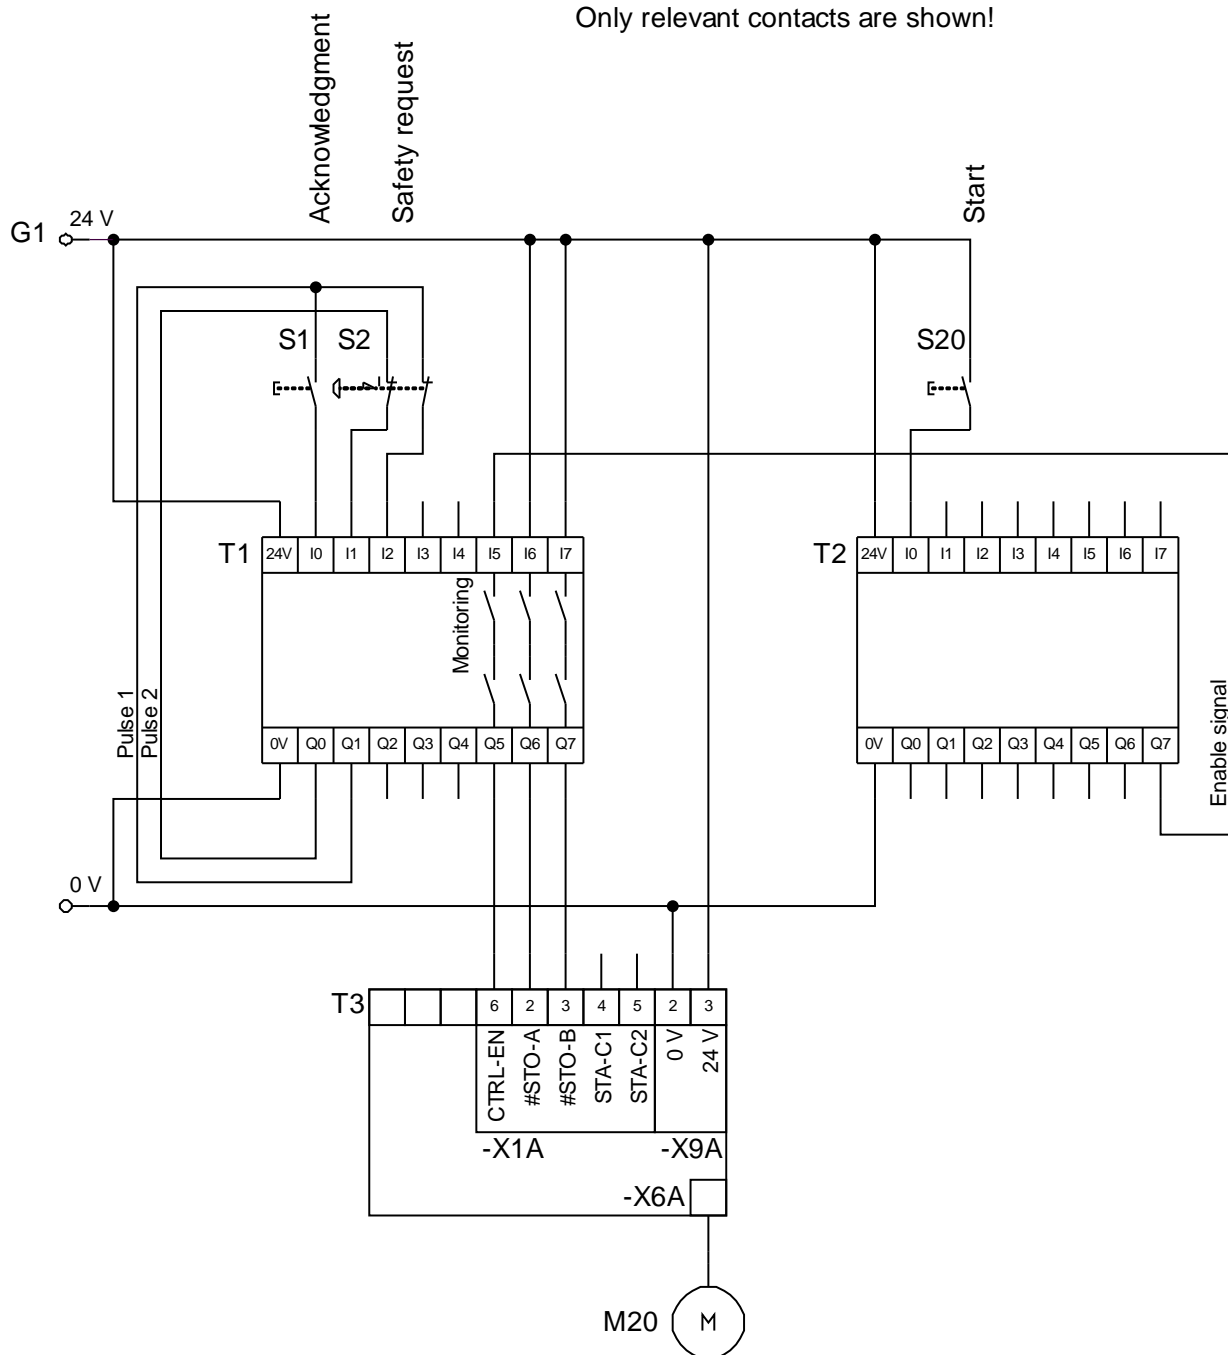 Only relevant contacts are shown!
Acknowledgment
Safety request
Start
G1
24 V
S1
S2
S20
T1
24V I0 I1 I2 I3 I4 I5 I6 I7
T2
24V I0 I1 I2 I3 I4 I5 I6 I7
Monitoring
Pulse 1
Pulse 2
Enable signal
0V Q0 Q1 Q2 Q3 Q4 Q5 Q6 Q7
0V Q0 Q1 Q2 Q3 Q4 Q5 Q6 Q7
0 V
T3
6 2 3 4 5 2 3
CTRL-EN
#STO-A
#STO-B
STA-C1
STA-C2
0 V
24 V
-X1A
-X9A
-X6A
M20
M